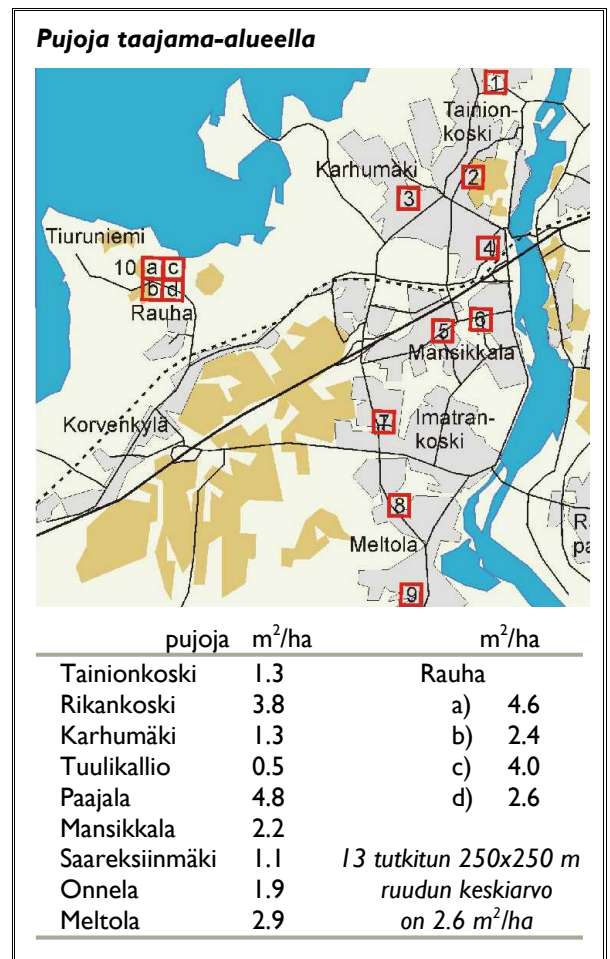 Pujoja taajama-alueella
1
Tainion-
koski
Karhumäki
2
3
Tiuruniemi
4
10 a c
b d
Rauha
6
5
Mansikkala
Korvenkylä
7
Imatran-
koski
8
Meltola
R
pa
9
pujoja m²/ha m²/ha
Tainionkoski 1.3 Rauha
Rikankoski 3.8 a) 4.6
Karhumäki 1.3 b) 2.4
Tuulikallio 0.5 c) 4.0
Paajala 4.8 d) 2.6
Mansikkala 2.2
Saareksiinmäki 1.1 13 tutkitun 250x250 m
Onnela 1.9 ruudun keskiarvo
Meltola 2.9 on 2.6 m²/ha